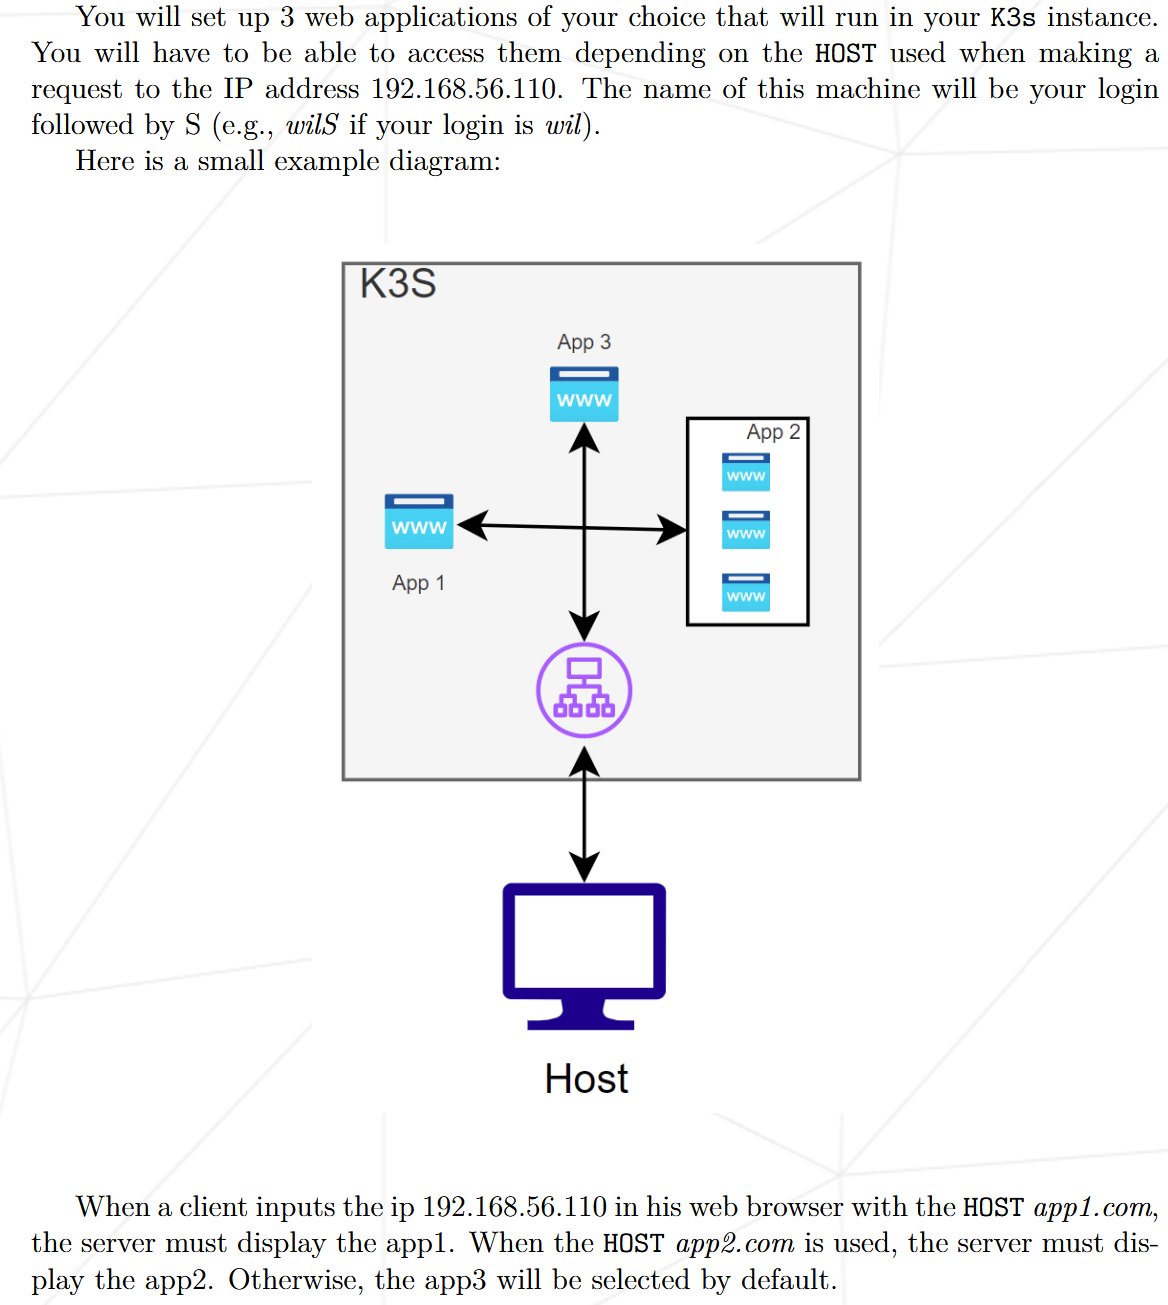 You will set up 3 web applications of your choice that will run in your K3s instance.
You will have to be able to access them depending on the HOST used when making a
request to the IP address 192.168.56.110. The name of this machine will be your login
followed by S (e.g., wilS if your login is wil).
Here is a small example diagram:
K3S
App 3
www
App 2
www
www
www
www
App 1
Host
When a client inputs the ip 192.168.56.110 in his web browser with the HOST app1.com,
the server must display the app1. When the HOST app2.com is used, the server must dis-
play the app2. Otherwise, the app3 will be selected by default.